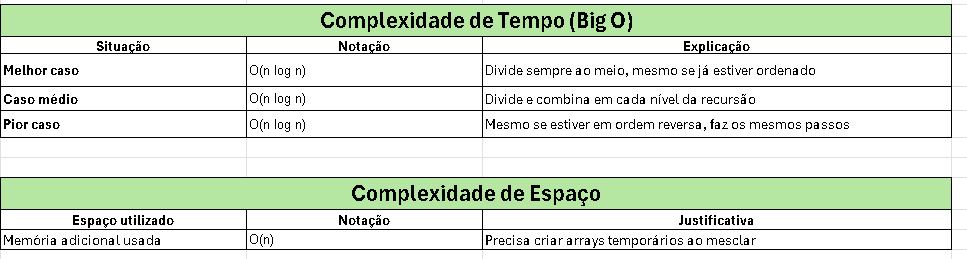 Complexidade de Tempo (Big O)
Situação Notação Explicação
Melhor caso O(n log n) Divide sempre ao meio, mesmo se já estiver ordenado
Caso médio O(n log n) Divide e combina em cada nível da recursão
Pior caso O(n log n) Mesmo se estiver em ordem reversa, faz os mesmos passos
Complexidade de Espaço
Espaço utilizado Notação Justificativa
Memória adicional usada O(n) Precisa criar arrays temporários ao mesclar